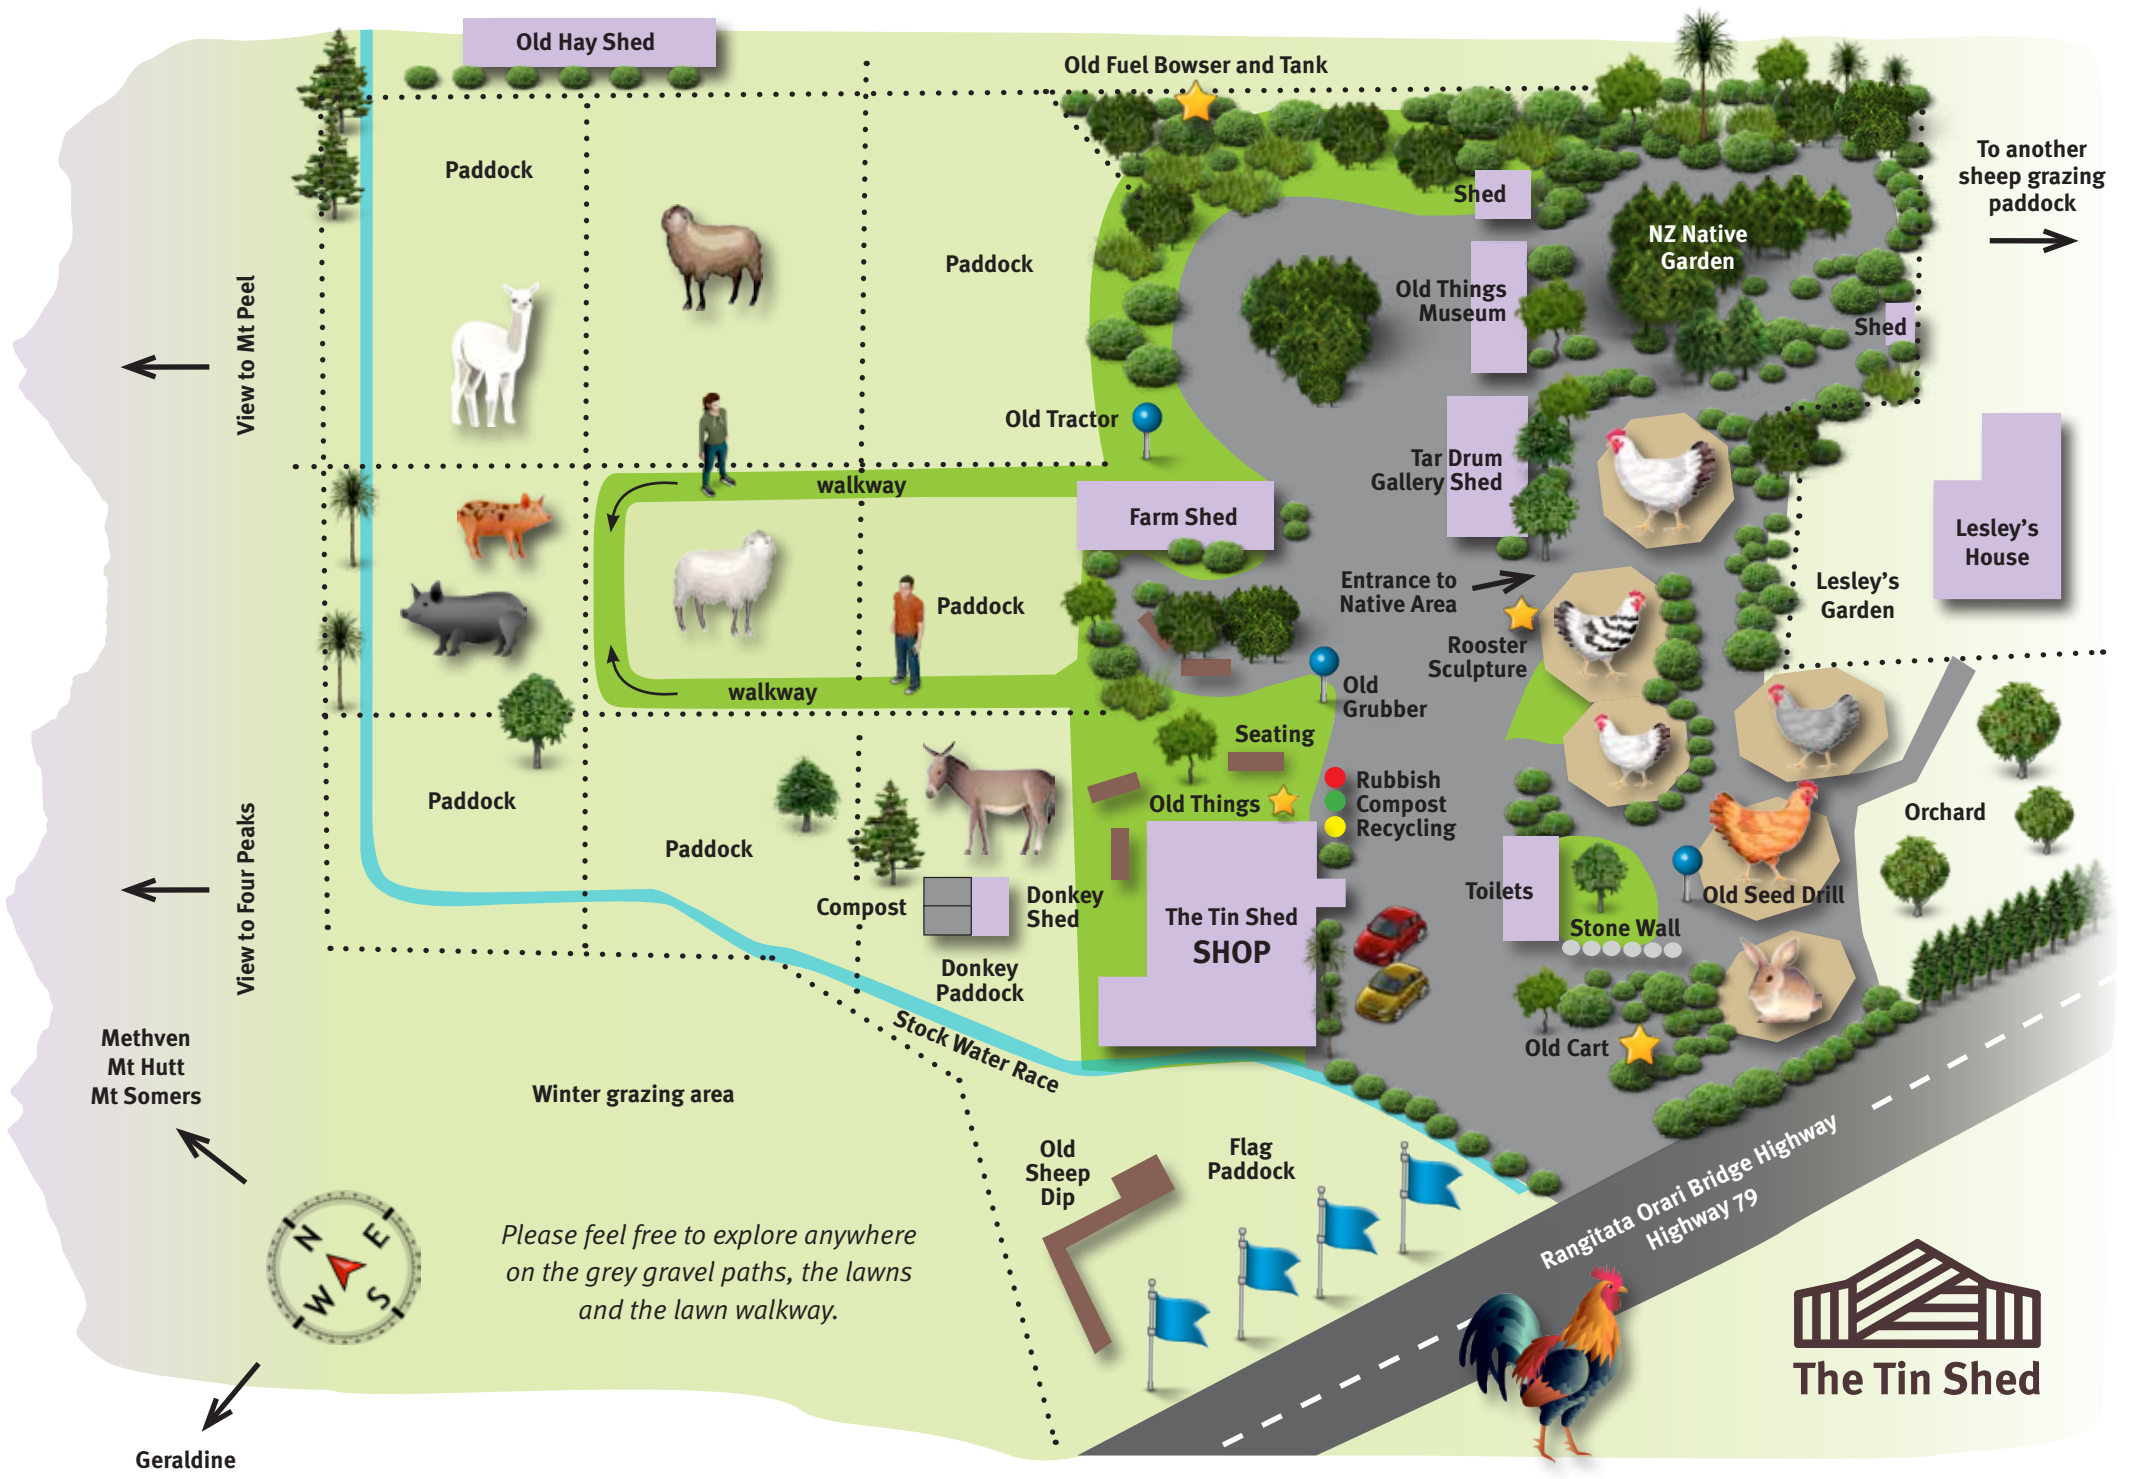 Old Hay Shed
Old Fuel Bowser and Tank
To another
sheep grazing
paddock
Paddock
Shed
NZ Native
Garden
Paddock
Old Things
Museum
View to Mt Peel
Shed
Old Tractor
Tar Drum
Gallery Shed
walkway
Farm Shed
Lesley's
House
Entrance to
Native Area
Lesley's
Garden
Paddock
Rooster
Sculpture
walkway
Old
Grubber
Seating
Rubbish
Compost
Recycling
Old Things
Paddock
Orchard
Paddock
View to Four Peaks
Compost
Donkey
Shed
Toilets
Old Seed Drill
The Tin Shed
SHOP
Stone Wall
Donkey
Paddock
Stock Water Race
Old Cart
Methven
Mt Hutt
Mt Somers
Winter grazing area
Old
Sheep
Dip
Flag
Paddock
Rangitata Orari Bridge Highway
Highway 79
N
E
W
S
Please feel free to explore anywhere
on the grey gravel paths, the lawns
and the lawn walkway.
The Tin Shed
Geraldine